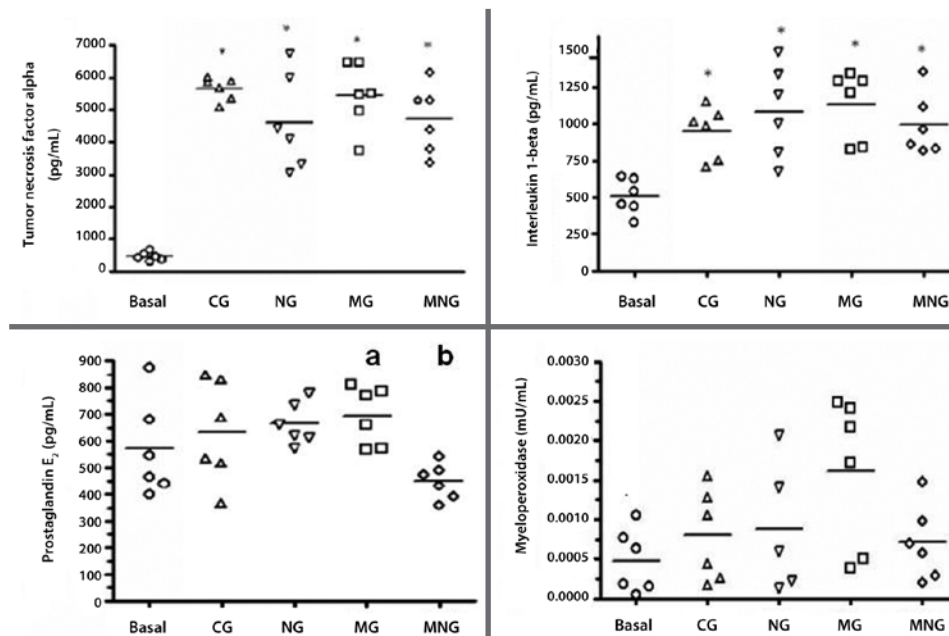 Tumor necrosis factor alpha
(pg/mL)
7000
6000
5000
4000
3000
2000
1000
0
* * * *
Basal CG NG MG MNG
Interleukin 1-beta (pg/mL)
1500
1250
1000
750
500
250
0
* * * *
Basal CG NG MG MNG
Prostaglandin E₂ (pg/mL)
900
800
700
600
500
400
300
200
100
0
a b
Basal CG NG MG MNG
Myeloperoxidase (mU/mL)
0.0030
0.0025
0.0020
0.0015
0.0010
0.0005
0.0000
Basal CG NG MG MNG